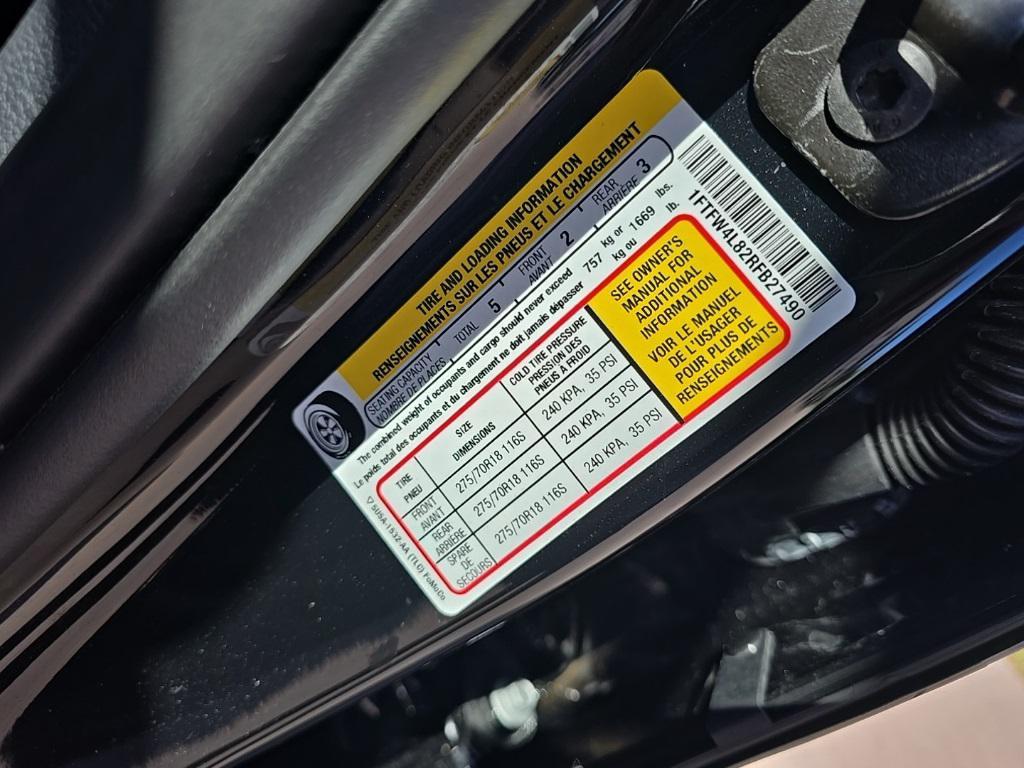 TIRE AND LOADING INFORMATION
RENSEIGNEMENTS SUR LES PNEUS ET LE CHARGEMENT
SEATING CAPACITY TOTAL 5 FRONT 2 REAR 3
NOMBRE DE PLACES AVANT ARRIÈRE
The combined weight of occupants and cargo should never exceed 757 kg or 1669 lbs.
Le poids total des occupants et du chargement ne doit jamais dépasser kg ou lb.
TIRE SIZE COLD TIRE PRESSURE
PNEU DIMENSIONS PRESSION DES
PNEUS À FROID
FRONT 275/70R18 116S 240 KPA, 35 PSI
AVANT
REAR 275/70R18 116S 240 KPA, 35 PSI
ARRIÈRE
SPARE 275/70R18 116S 240 KPA, 35 PSI
DE
SECOURS
SEE OWNER'S
MANUAL FOR
ADDITIONAL
INFORMATION
VOIR LE MANUEL
DE L'USAGER
POUR PLUS DE
RENSEIGNEMENTS
1FTFW4L82RFB27490
5U5A-1532-AA (TLE) FoMoCo